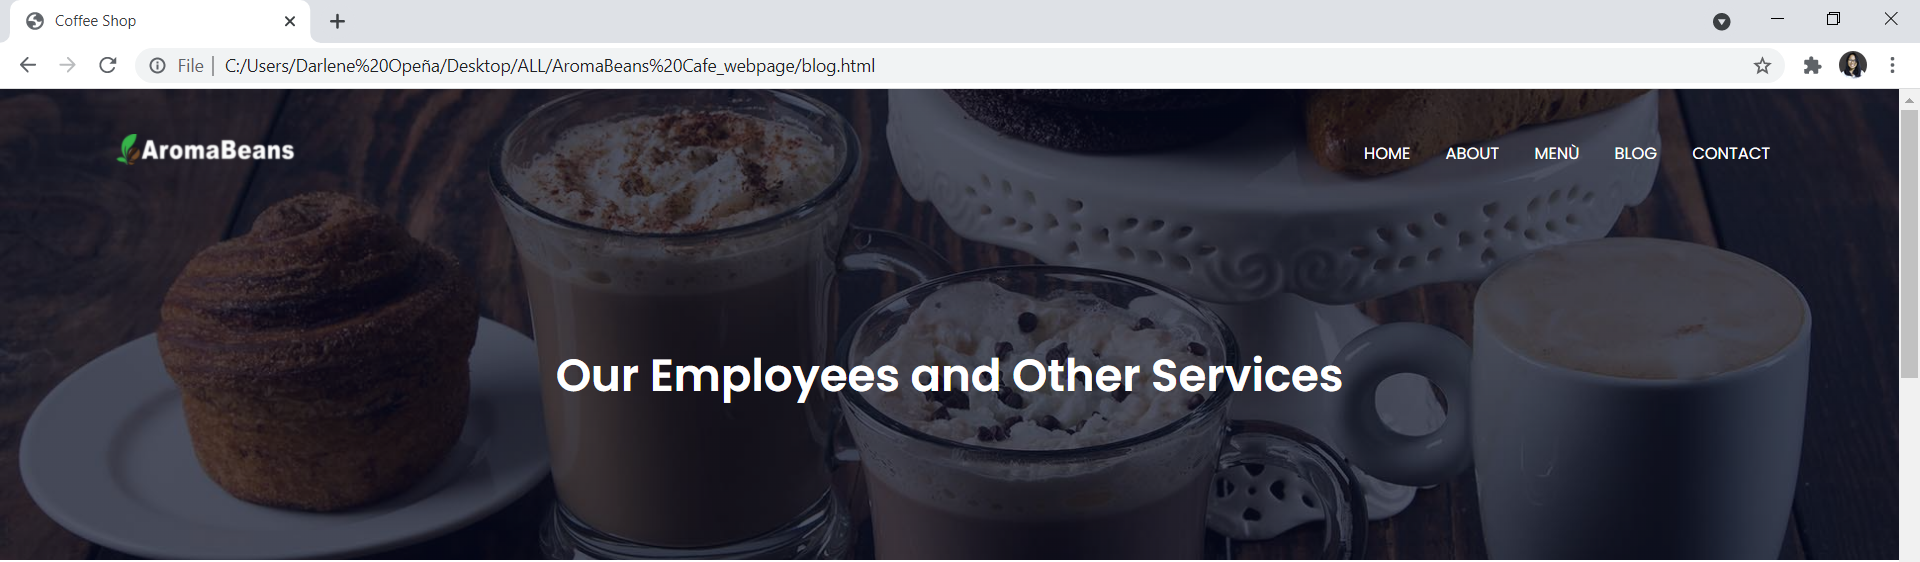 Coffee Shop
File | C:/Users/Darlene%20Opeña/Desktop/ALL/AromaBeans%20Cafe_webpage/blog.html
AromaBeans
HOME ABOUT MENÙ BLOG CONTACT
Our Employees and Other Services